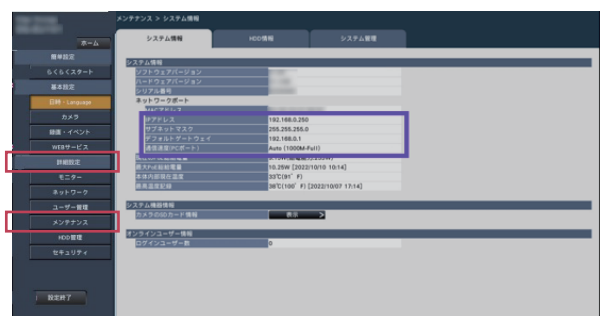 メンテナンス > システム情報
ホーム
システム情報
HDD情報
システム管理
簡単設定
らくらくスタート
基本設定
日時・Language
カメラ
録画・イベント
WEBサービス
詳細設定
モニター
ネットワーク
ユーザー管理
メンテナンス
HDD管理
セキュリティ
設定終了
システム情報
ソフトウェアバージョン
ハードウェアバージョン
シリアル番号
ネットワークポート
MACアドレス
IPアドレス 192.168.0.250
サブネットマスク 255.255.255.0
デフォルトゲートウェイ 192.168.0.1
通信速度(PCポート) Auto (1000M-Full)
最大PoE給電電量 10.25W [2022/10/10 10:14]
本体内部現在温度 33℃(91°F)
最高温度記録 38℃(100°F) [2022/10/07 17:14]
システム機器情報
カメラのSDカード情報 表示 >
オンラインユーザー情報
ログインユーザー数 0